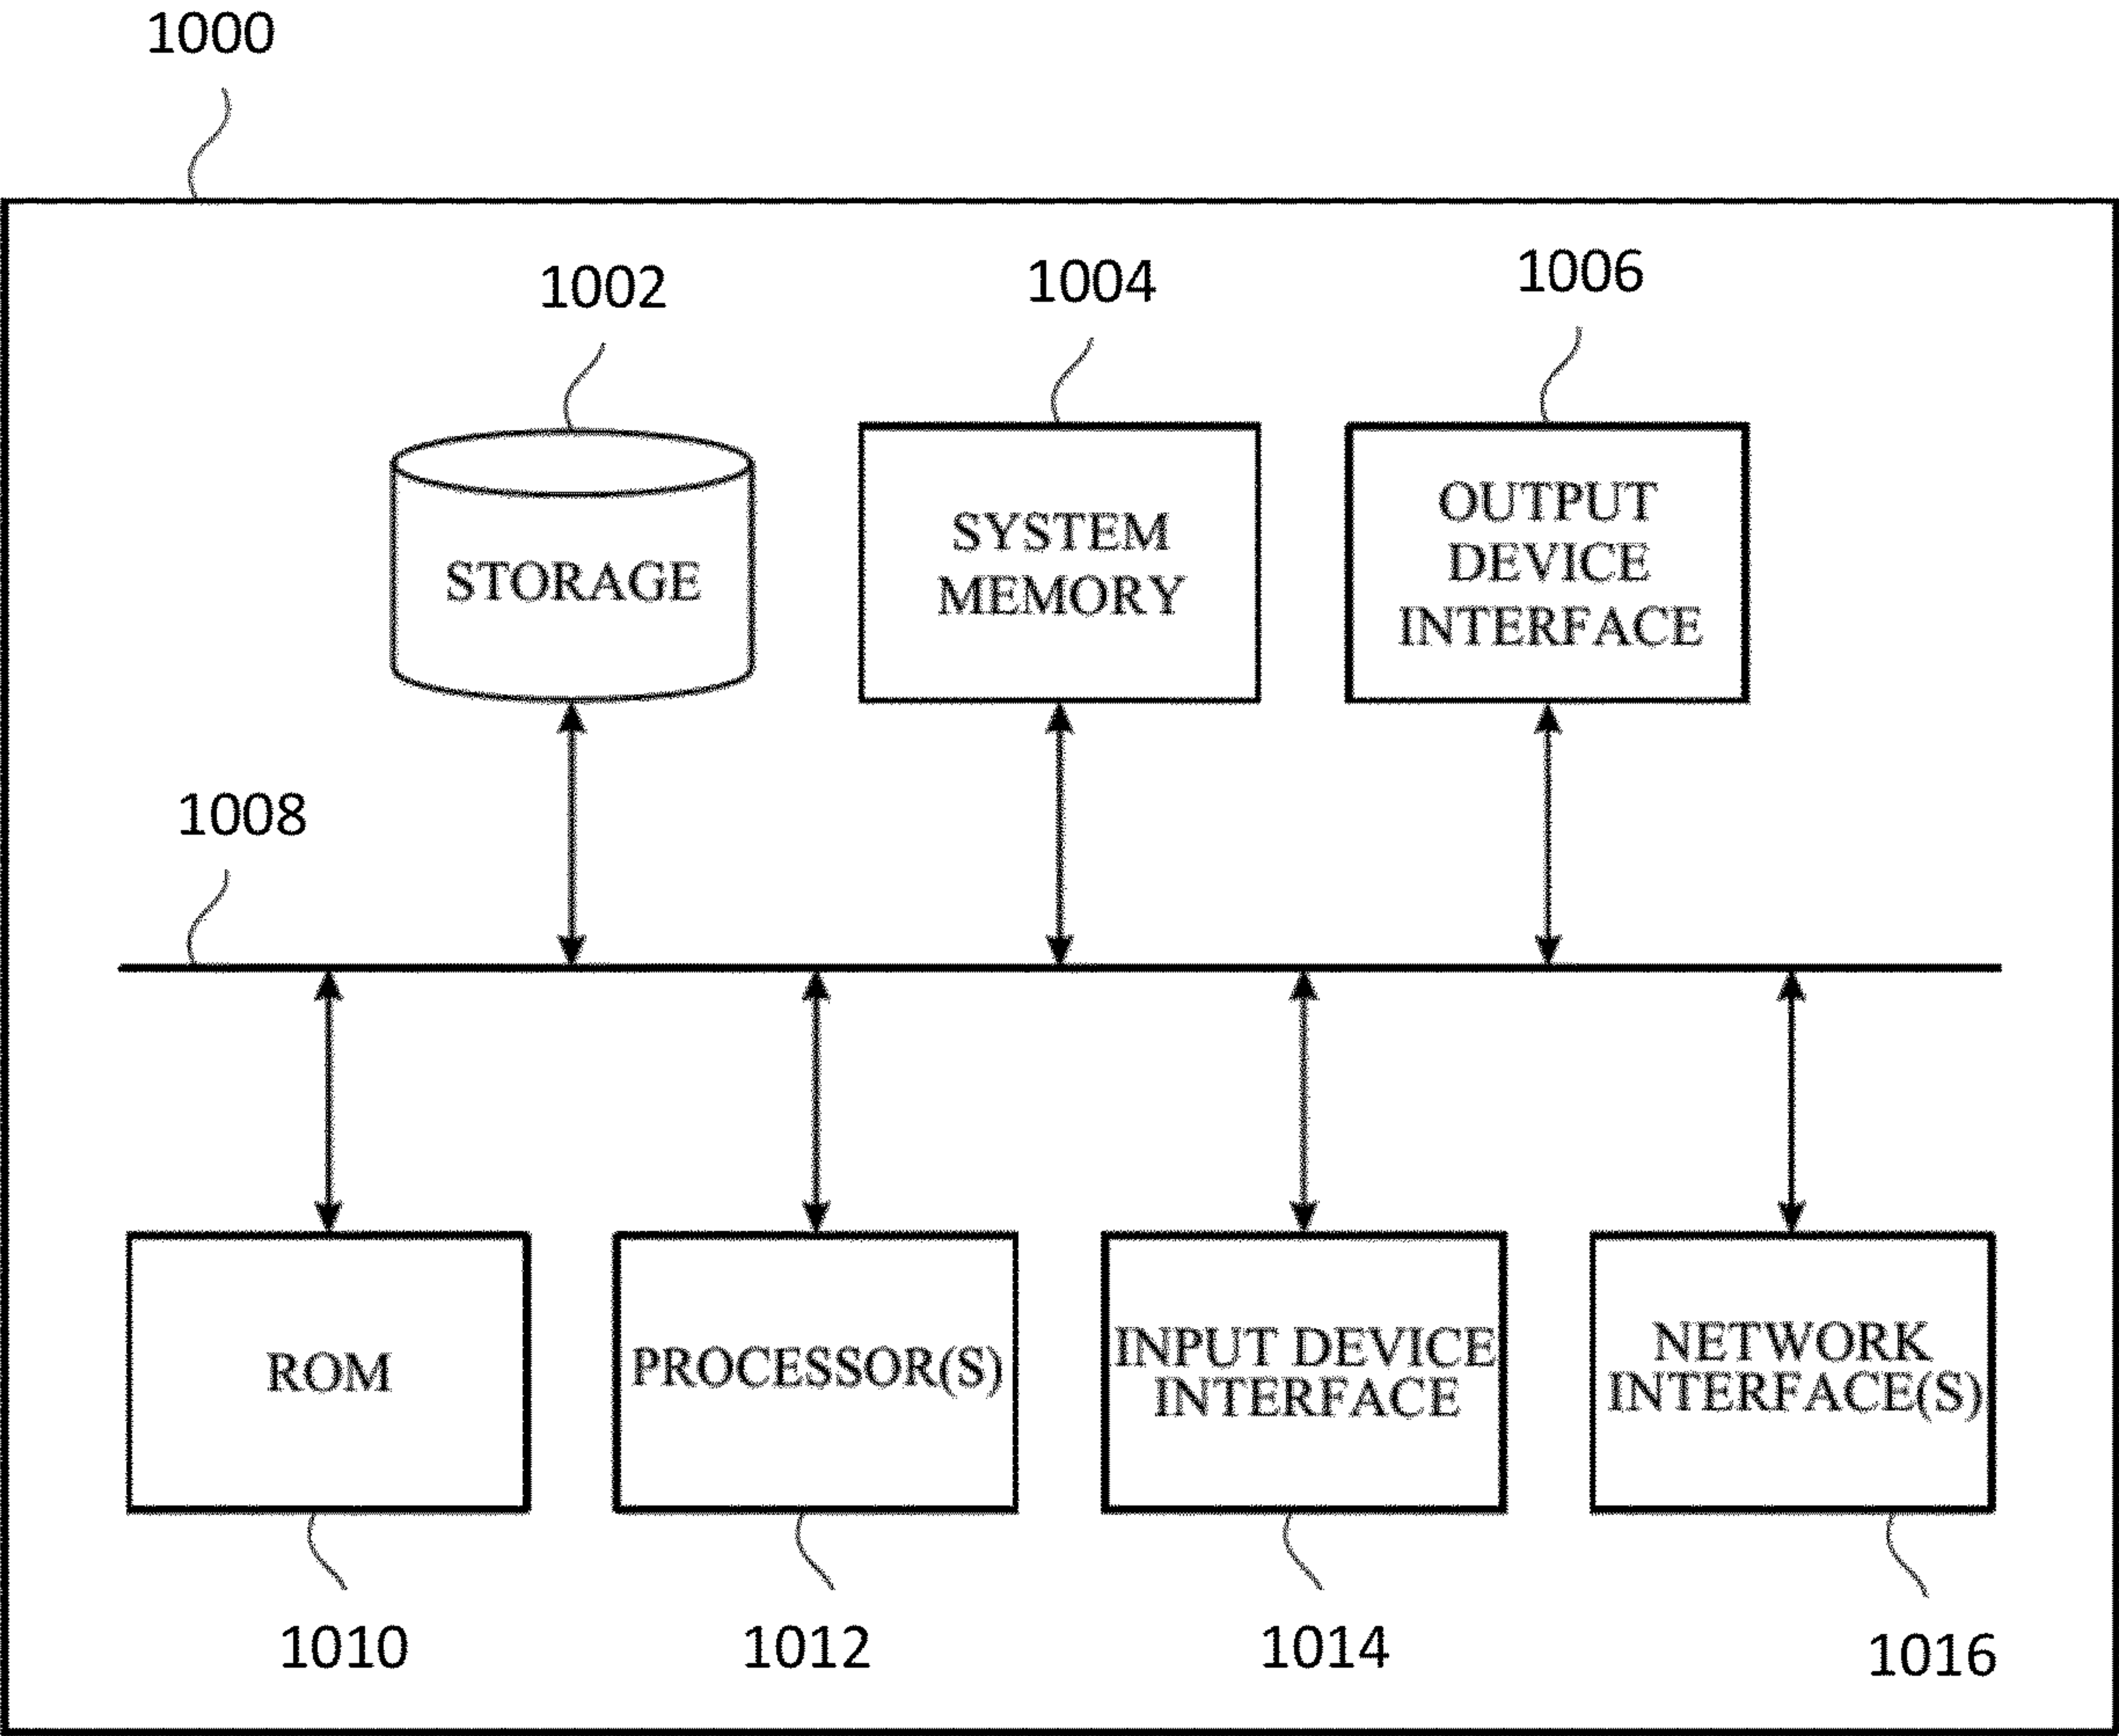 1000
1002
1004
1006
STORAGE
SYSTEM
MEMORY
OUTPUT
DEVICE
INTERFACE
1008
ROM
PROCESSOR(S)
INPUT DEVICE
INTERFACE
NETWORK
INTERFACE(S)
1010
1012
1014
1016